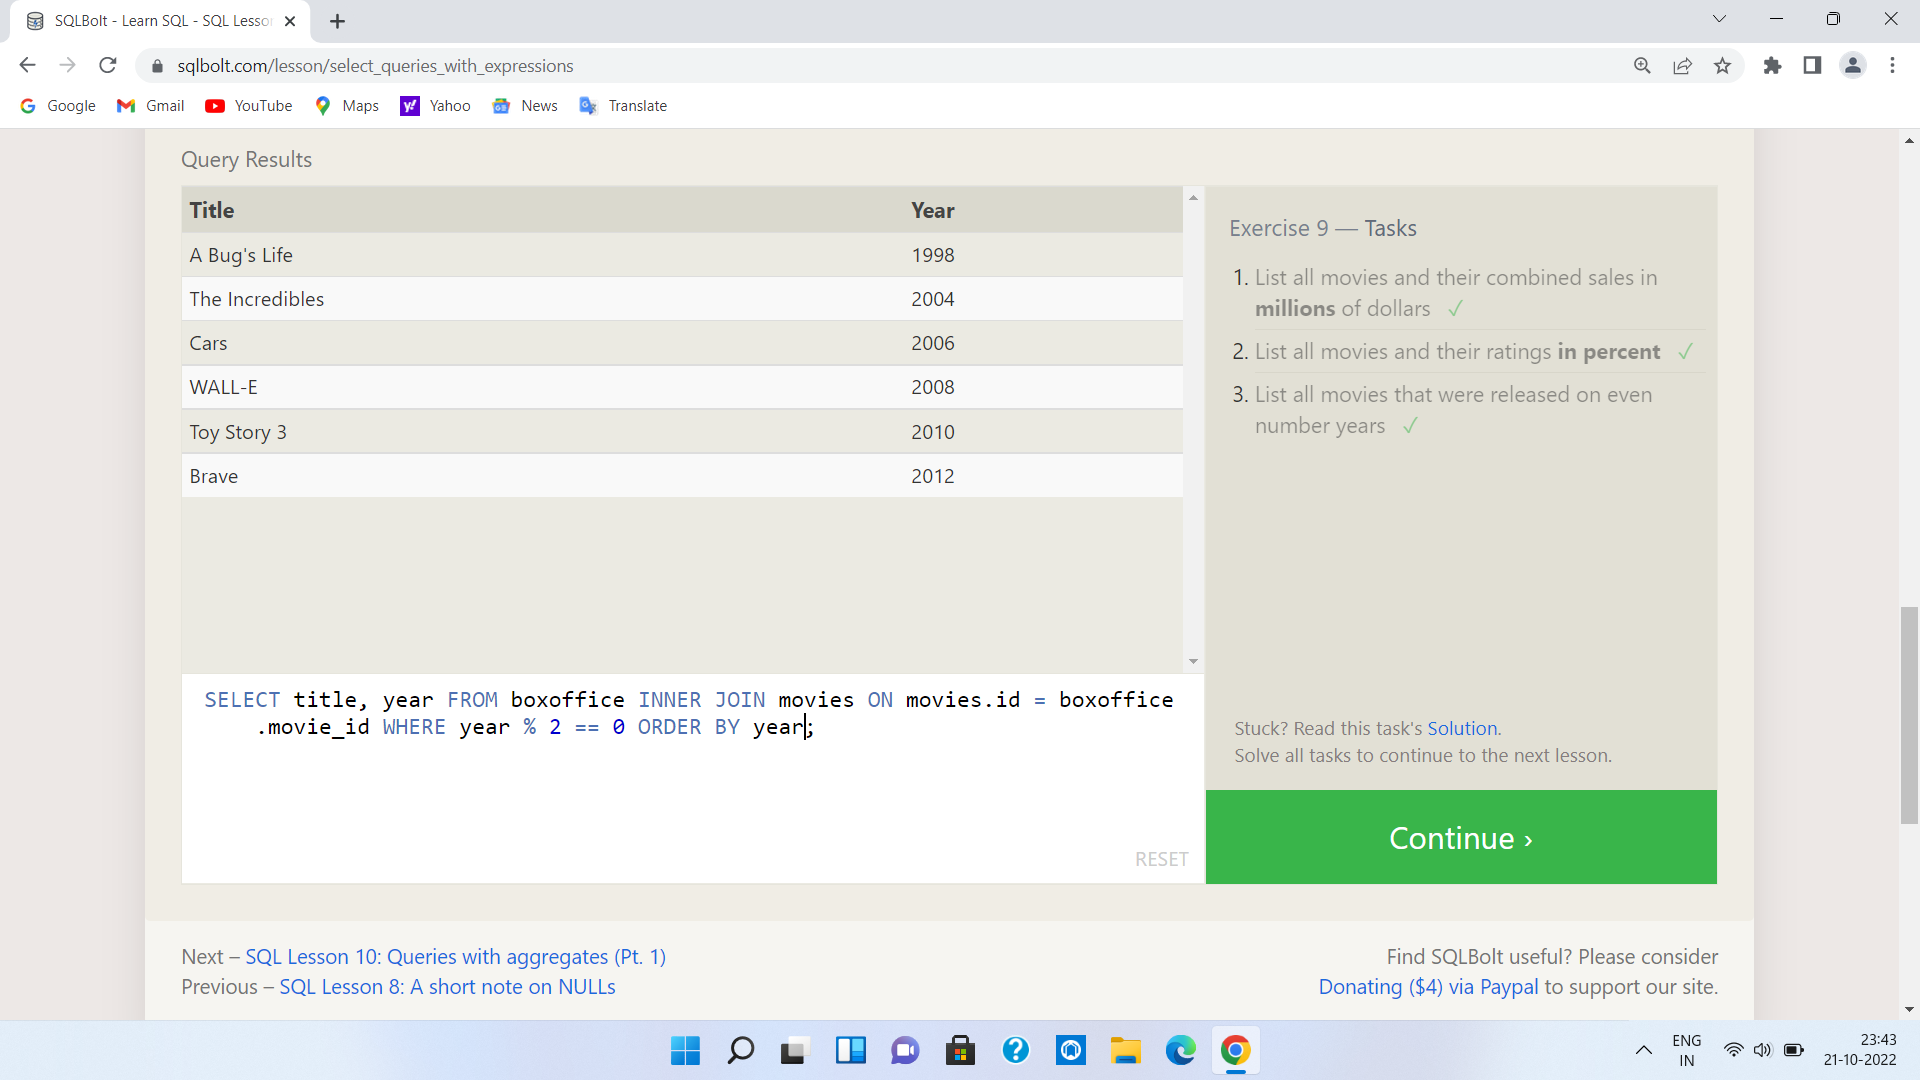 SQLBolt - Learn SQL - SQL Lesso
sqlbolt.com/lesson/select_queries_with_expressions
Google Gmail YouTube Maps Yahoo News Translate
Query Results
Title Year
A Bug's Life 1998
The Incredibles 2004
Cars 2006
WALL-E 2008
Toy Story 3 2010
Brave 2012
SELECT title, year FROM boxoffice INNER JOIN movies ON movies.id = boxoffice
.movie_id WHERE year % 2 == 0 ORDER BY year;
RESET
Exercise 9 — Tasks
1. List all movies and their combined sales in
millions of dollars ✓
2. List all movies and their ratings in percent ✓
3. List all movies that were released on even
number years ✓
Stuck? Read this task's Solution.
Solve all tasks to continue to the next lesson.
Continue ›
Next – SQL Lesson 10: Queries with aggregates (Pt. 1)
Previous – SQL Lesson 8: A short note on NULLs
Find SQLBolt useful? Please consider
Donating ($4) via Paypal to support our site.
ENG
IN
23:43
21-10-2022